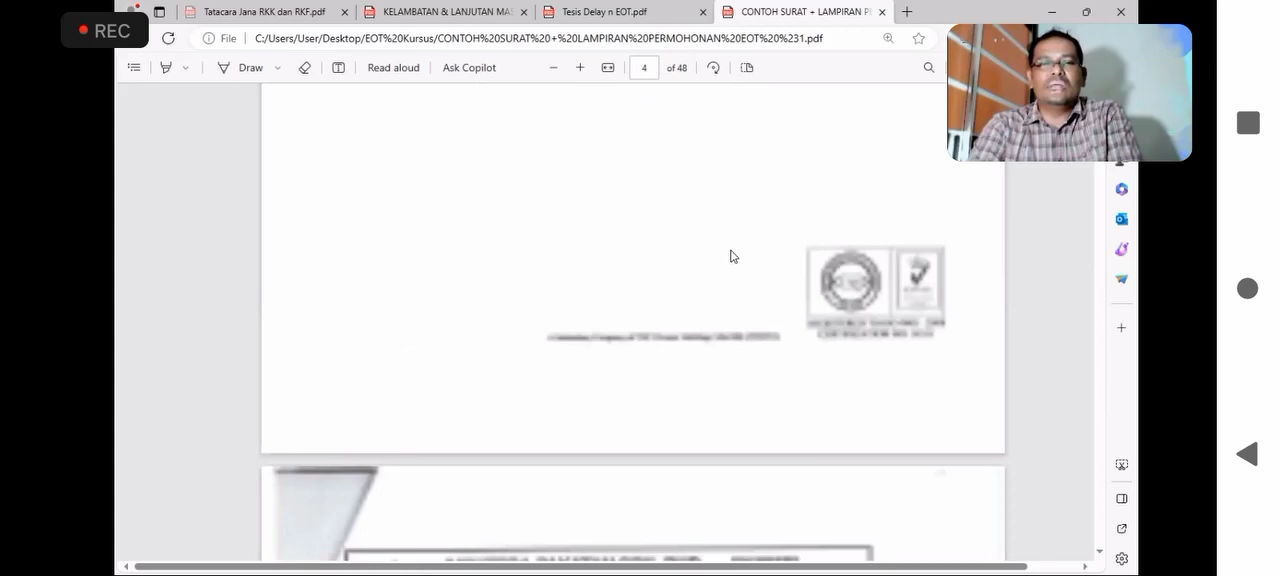 REC
Tatacara Jana RKK dan RKF.pdf
KELAMBATAN & LANJUTAN MAS
Tesis Delay n EOT.pdf
CONTOH SURAT + LAMPIRAN PE
File
C:/Users/User/Desktop/EOT%20Kursus/CONTOH%20SURAT%20+%20LAMPIRAN%20PERMOHONAN%20EOT%20%231.pdf
Draw
Read aloud
Ask Copilot
4
of 48